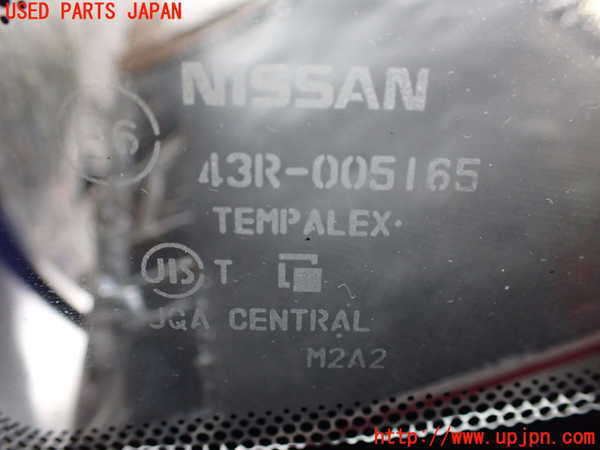 USED PARTS JAPAN
NISSAN
43R-005165
TEMPALEX·
JIS T
JQA CENTRAL
M2A2
http://www.upjpn.com/